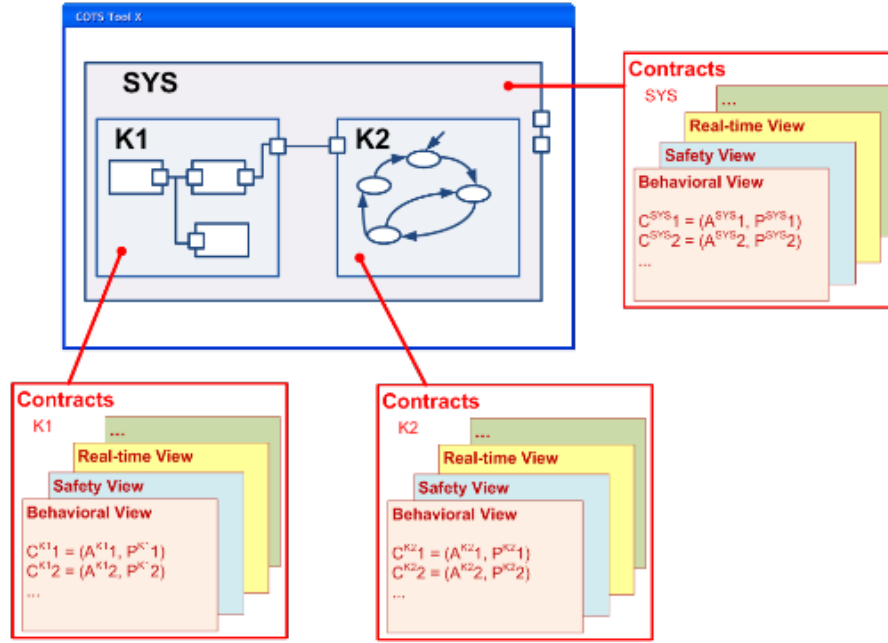 COTS Tool X
SYS
K1
K2
Contracts
SYS
...
Real-time View
Safety View
Behavioral View
C^SYS1 = (A^SYS1, P^SYS1)
C^SYS2 = (A^SYS2, P^SYS2)
...
Contracts
K1
...
Real-time View
Safety View
Behavioral View
C^K11 = (A^K11, P^K11)
C^K12 = (A^K12, P^K12)
...
Contracts
K2
...
Real-time View
Safety View
Behavioral View
C^K21 = (A^K21, P^K21)
C^K22 = (A^K22, P^K22)
...